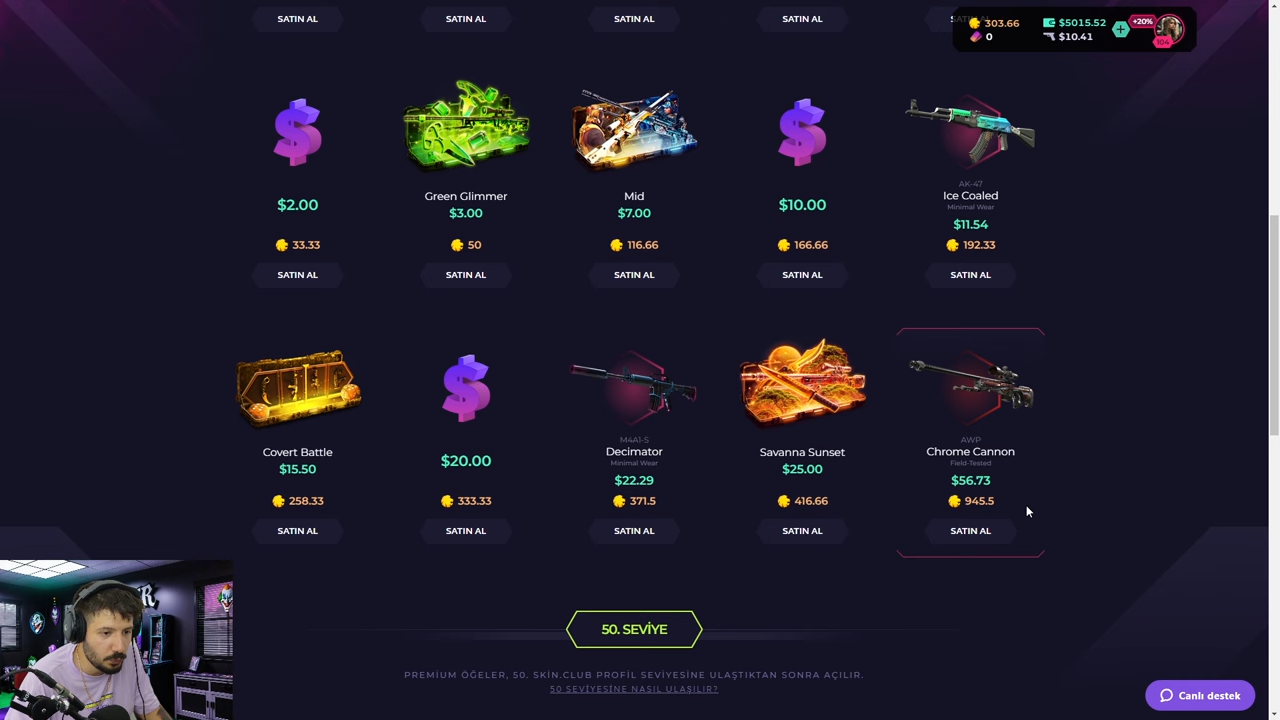 SATIN AL
SATIN AL
SATIN AL
SATIN AL
303.66
$5015.52
+20%
0
$10.41
104
$2.00
33.33
SATIN AL
Green Glimmer
$3.00
50
SATIN AL
Mid
$7.00
116.66
SATIN AL
$10.00
166.66
SATIN AL
AK-47
Ice Coaled
Minimal Wear
$11.54
192.33
SATIN AL
Covert Battle
$15.50
258.33
SATIN AL
$20.00
333.33
SATIN AL
M4A1-S
Decimator
Minimal Wear
$22.29
371.5
SATIN AL
Savanna Sunset
$25.00
416.66
SATIN AL
AWP
Chrome Cannon
Field-Tested
$56.73
945.5
SATIN AL
50. SEVİYE
PREMİUM ÖĞELER, 50. SKIN.CLUB PROFİL SEVİYESİNE ULAŞTIKTAN SONRA AÇILIR.
50 SEVİYESİNE NASIL ULAŞILIR?
Canlı destek